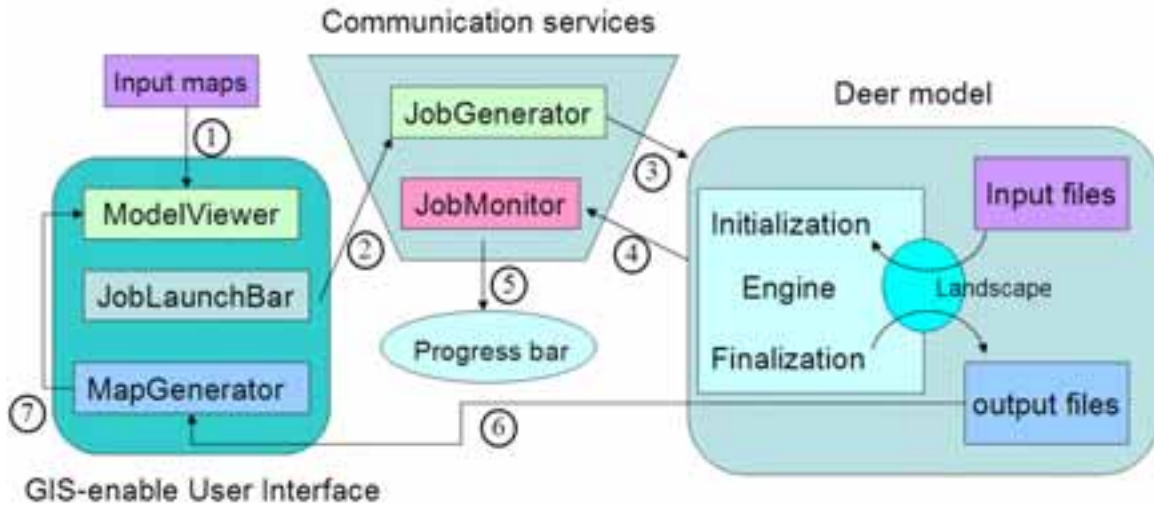 Communication services
Input maps
JobGenerator
Deer model
1
3
ModelViewer
JobMonitor
Input files
Initialization
2
4
JobLaunchBar
5
Engine
Landscape
Progress bar
Finalization
MapGenerator
output files
7
6
GIS-enable User Interface